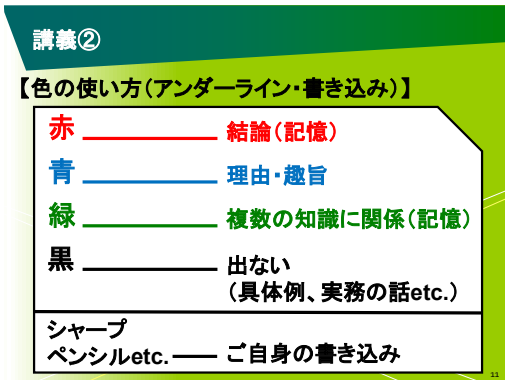 講義②
【色の使い方（アンダーライン・書き込み）】
赤 結論（記憶）
青 理由・趣旨
緑 複数の知識に関係（記憶）
黒 出ない
（具体例、実務の話etc.）
シャープ
ペンシルetc. ご自身の書き込み
11